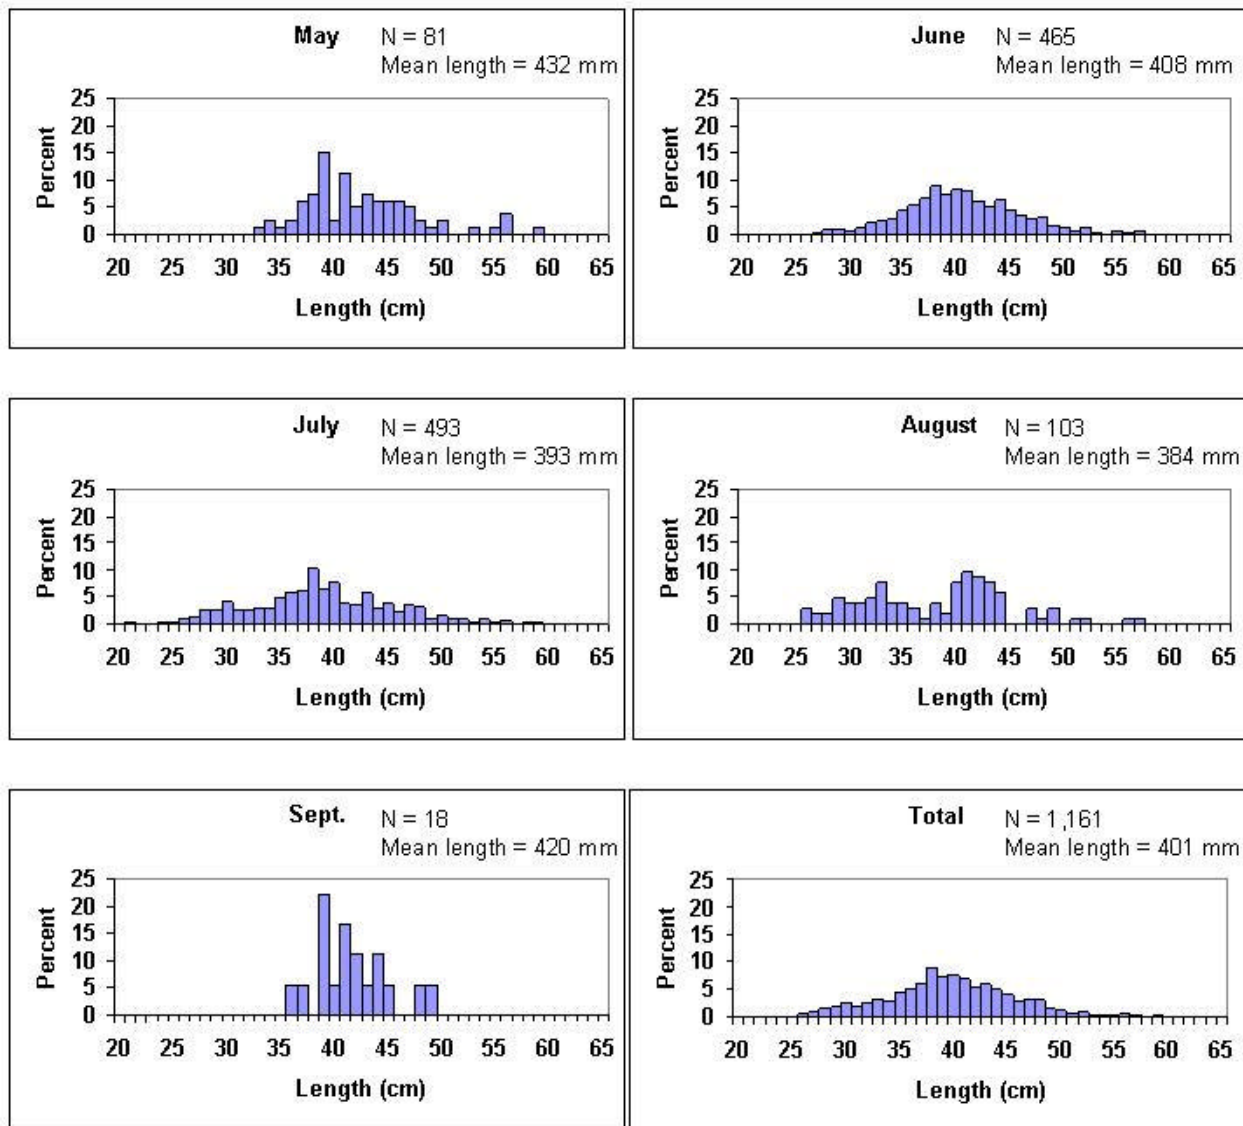 May N = 81
Mean length = 432 mm
25
20
15
10
5
0
Percent
20 25 30 35 40 45 50 55 60 65
Length (cm)
June N = 465
Mean length = 408 mm
25
20
15
10
5
0
Percent
20 25 30 35 40 45 50 55 60 65
Length (cm)
July N = 493
Mean length = 393 mm
25
20
15
10
5
0
Percent
20 25 30 35 40 45 50 55 60 65
Length (cm)
August N = 103
Mean length = 384 mm
25
20
15
10
5
0
Percent
20 25 30 35 40 45 50 55 60 65
Length (cm)
Sept. N = 18
Mean length = 420 mm
25
20
15
10
5
0
Percent
20 25 30 35 40 45 50 55 60 65
Length (cm)
Total N = 1,161
Mean length = 401 mm
25
20
15
10
5
0
Percent
20 25 30 35 40 45 50 55 60 65
Length (cm)